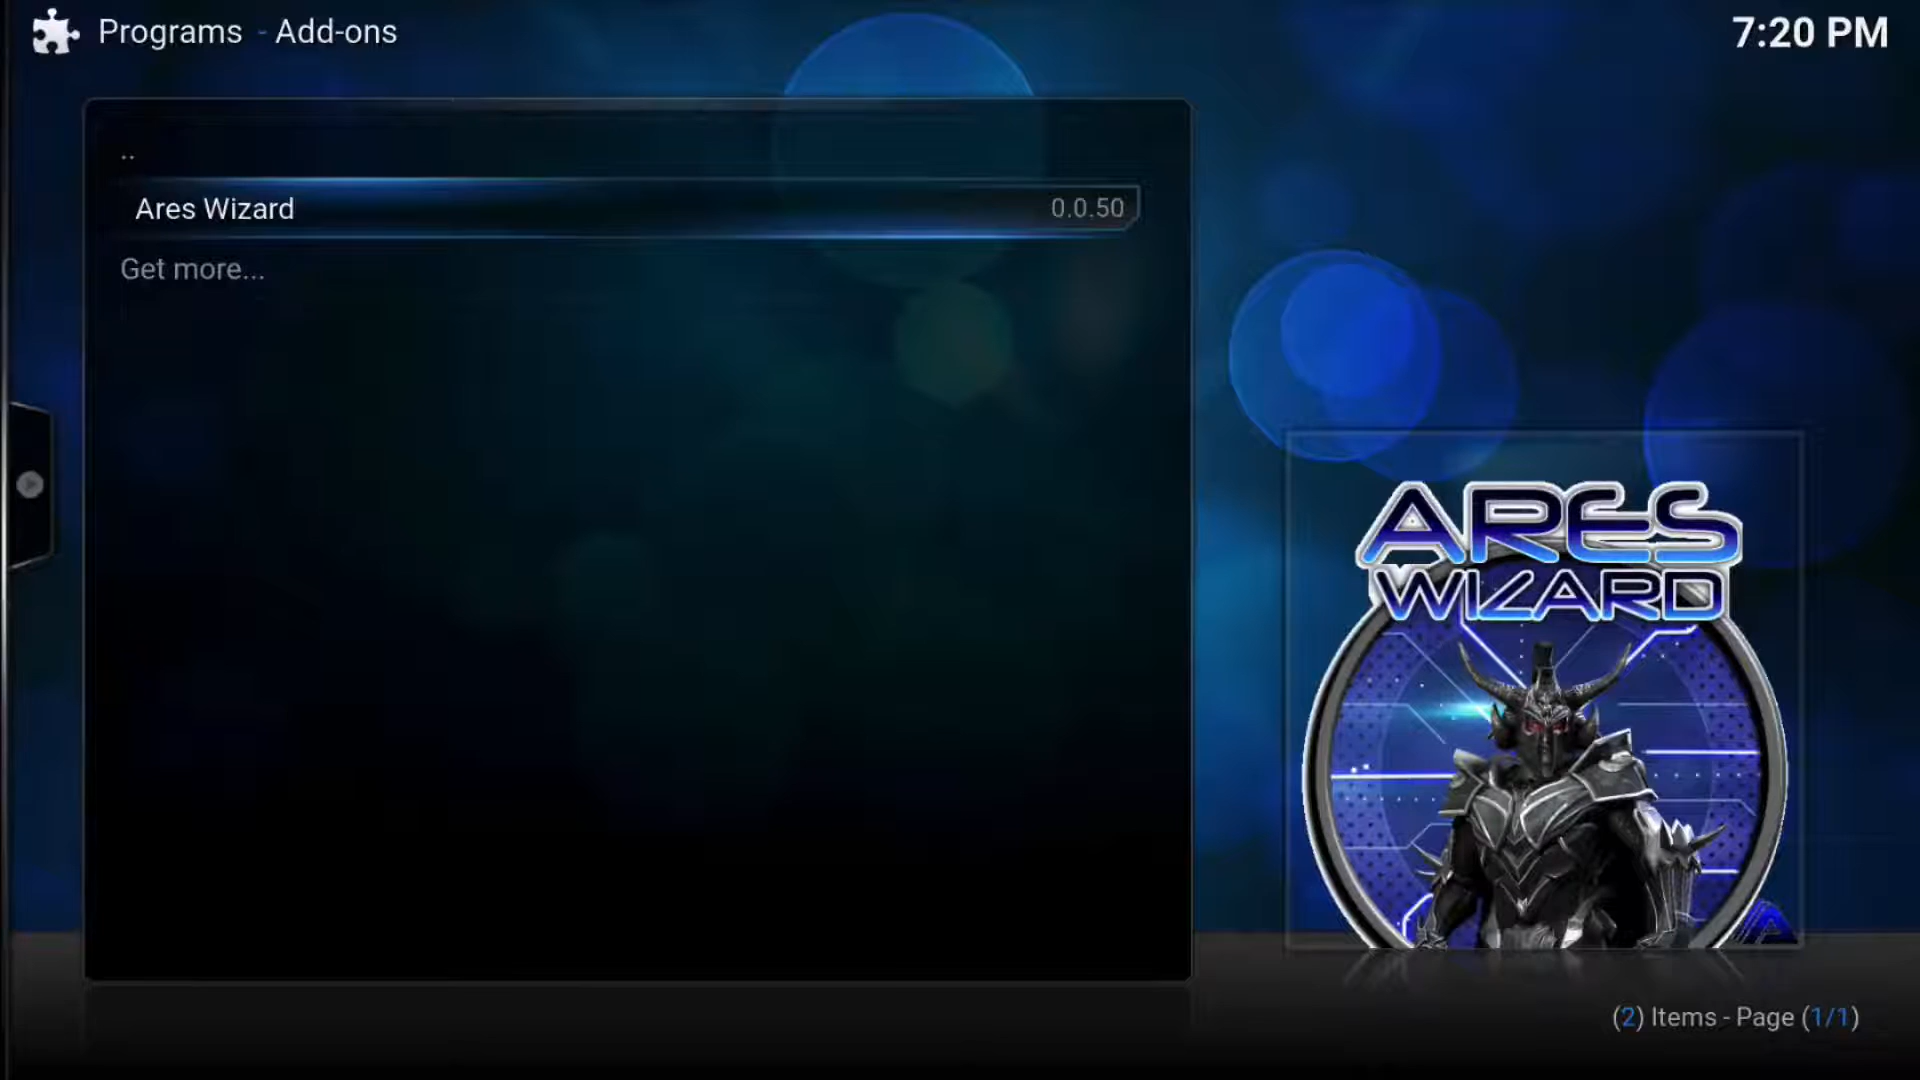 Programs - Add-ons
7:20 PM
..
Ares Wizard 0.0.50
Get more...
ARES
WIZARD
(2) Items - Page (1/1)